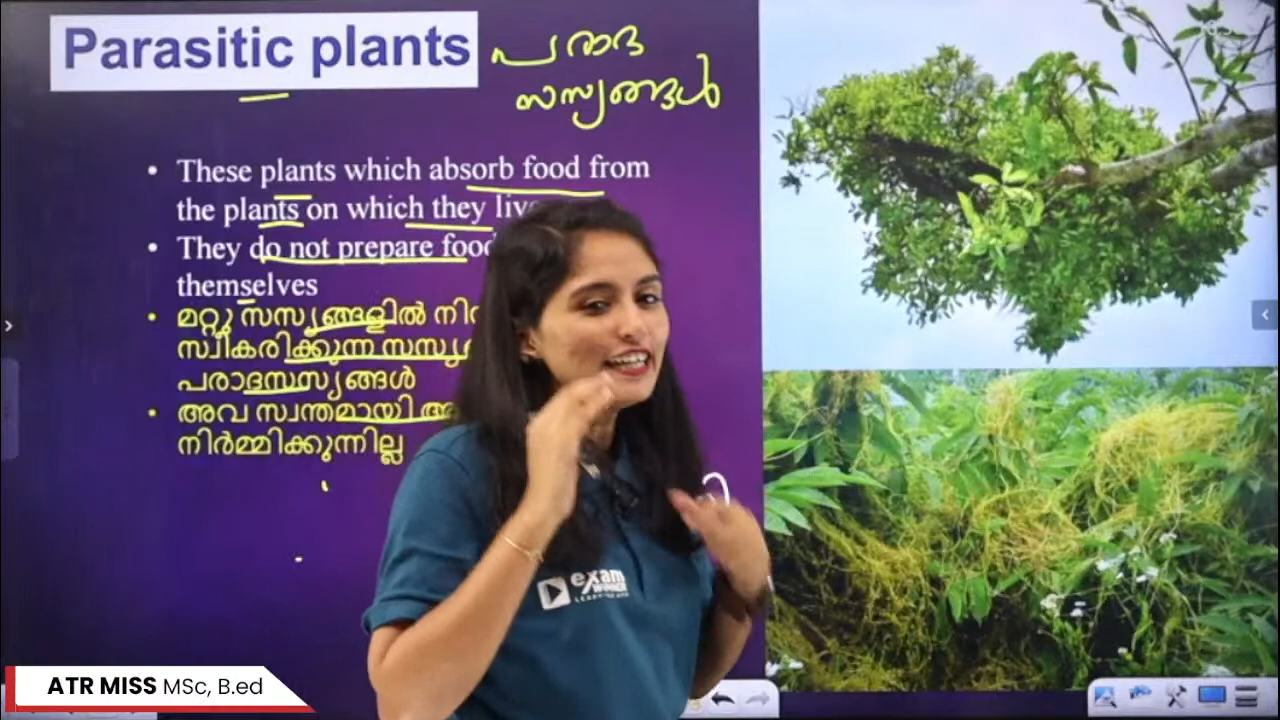 Parasitic plants
പരാദ
സസ്യങ്ങൾ
• These plants which absorb food from
the plants on which they
• They do not prepare food
themselves
• മറ്റു സസ്യങ്ങളിൽ
സ്വീകരിക്കുന്ന
പരാദസസ്യങ്ങൾ
• അവ സ്വന്തമായി
നിർമ്മിക്കുന്നില്ല
exam
WINNER
ATR MISS MSc, B.ed